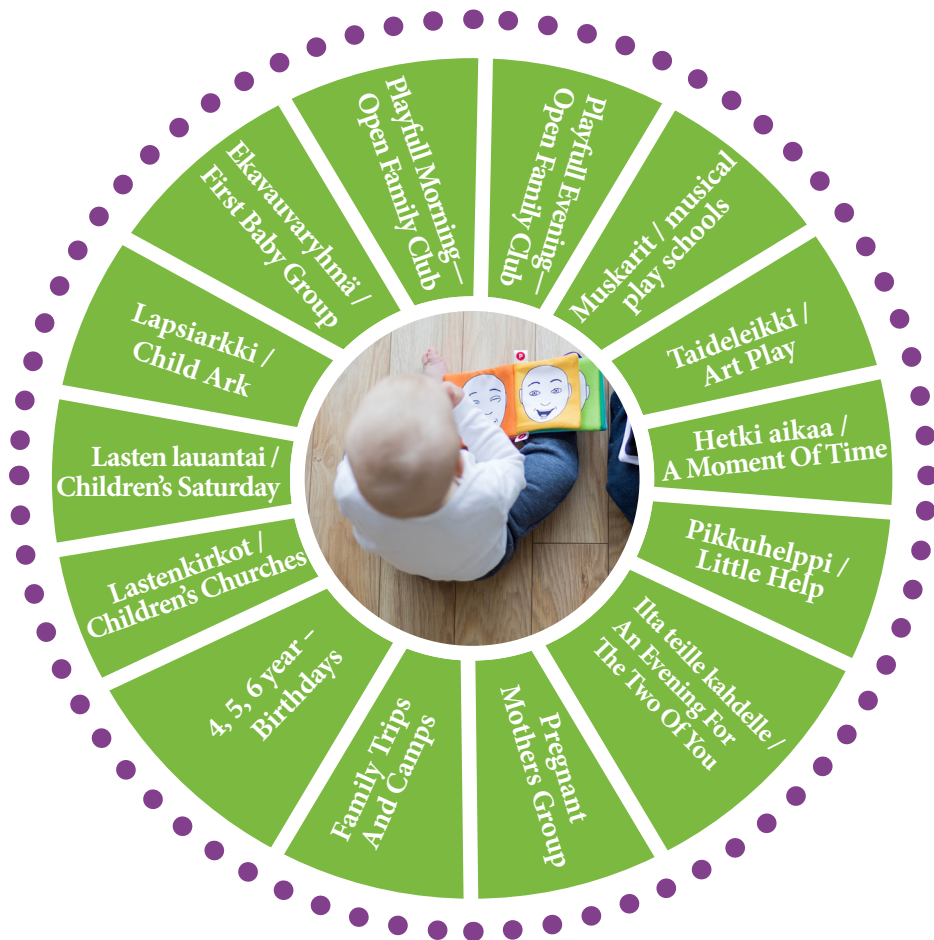 Playfull Evening—
Open Family Club
Muskarit / musical
play schools
Taideleikki /
Art Play
Hetki aikaa /
A Moment Of Time
Pikkuhelppi /
Little Help
Ilta teille kahdelle /
An Evening For
The Two Of You
Pregnant
Mothers Group
Family Trips
And Camps
4, 5, 6 year –
Birthdays
Lastenkirkot /
Children’s Churches
Lasten lauantai /
Children’s Saturday
Lapsiarkki /
Child Ark
Ekavauvaryhmä /
First Baby Group
Playfull Morning—
Open Family Club
P